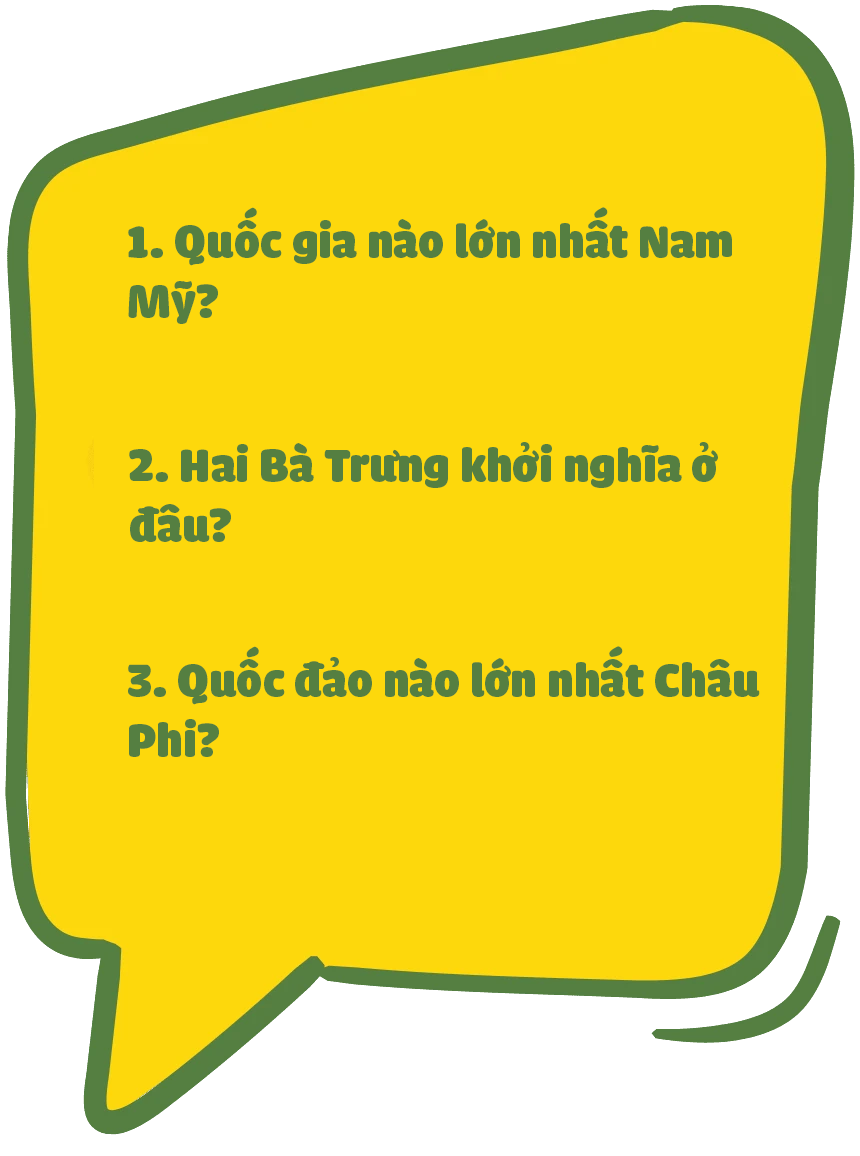 1. Quốc gia nào lớn nhất Nam
Mỹ?
2. Hai Bà Trưng khởi nghĩa ở
đâu?
3. Quốc đảo nào lớn nhất Châu
Phi?